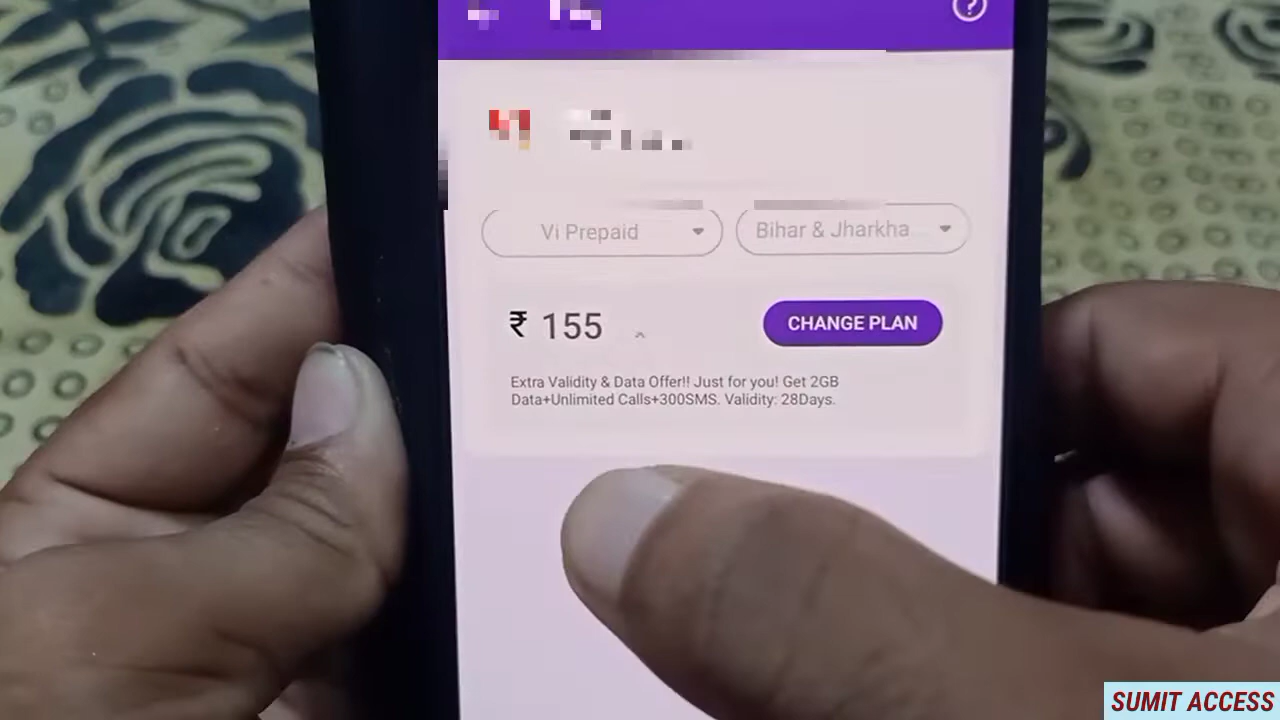 Vi Prepaid
Bihar & Jharkha...
₹ 155
CHANGE PLAN
Extra Validity & Data Offer!! Just for you! Get 2GB
Data+Unlimited Calls+300SMS. Validity: 28Days.
SUMIT ACCESS